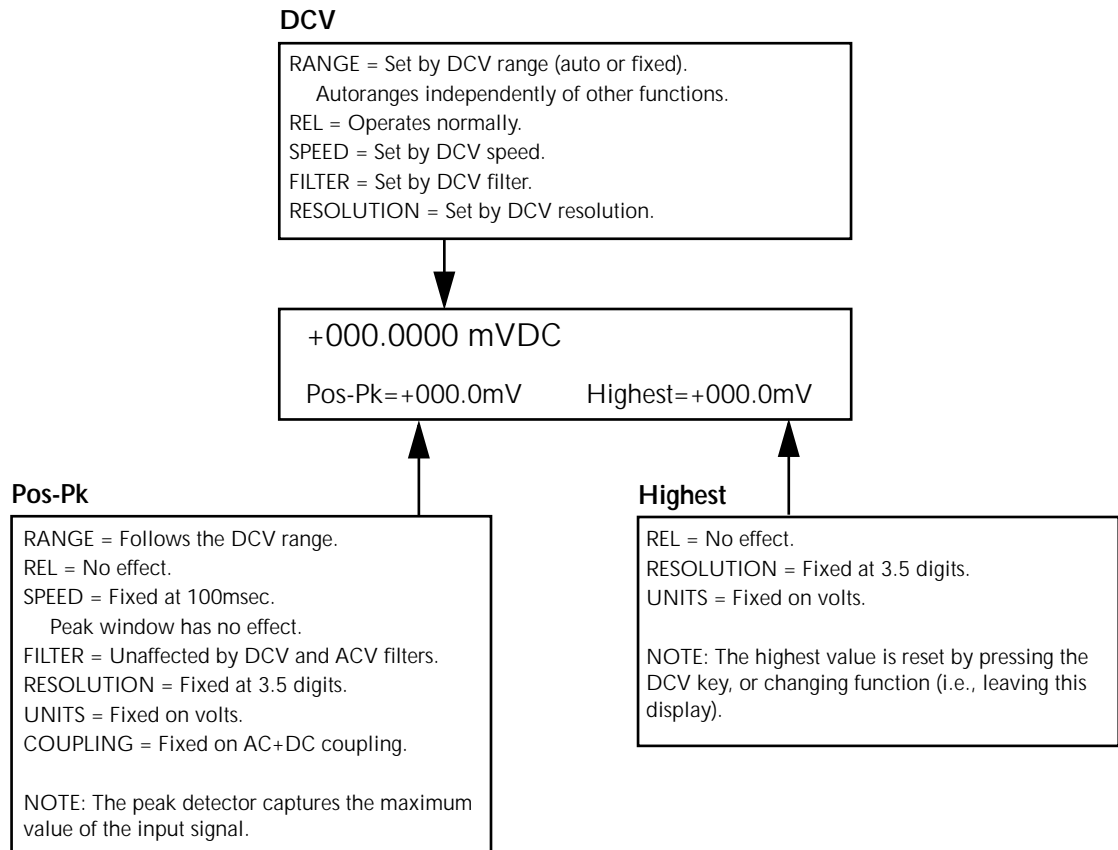 DCV
RANGE = Set by DCV range (auto or fixed).
Autoranges independently of other functions.
REL = Operates normally.
SPEED = Set by DCV speed.
FILTER = Set by DCV filter.
RESOLUTION = Set by DCV resolution.
+000.0000 mVDC
Pos-Pk=+000.0mV Highest=+000.0mV
Pos-Pk
RANGE = Follows the DCV range.
REL = No effect.
SPEED = Fixed at 100msec.
Peak window has no effect.
FILTER = Unaffected by DCV and ACV filters.
RESOLUTION = Fixed at 3.5 digits.
UNITS = Fixed on volts.
COUPLING = Fixed on AC+DC coupling.
NOTE: The peak detector captures the maximum
value of the input signal.
Highest
REL = No effect.
RESOLUTION = Fixed at 3.5 digits.
UNITS = Fixed on volts.
NOTE: The highest value is reset by pressing the
DCV key, or changing function (i.e., leaving this
display).